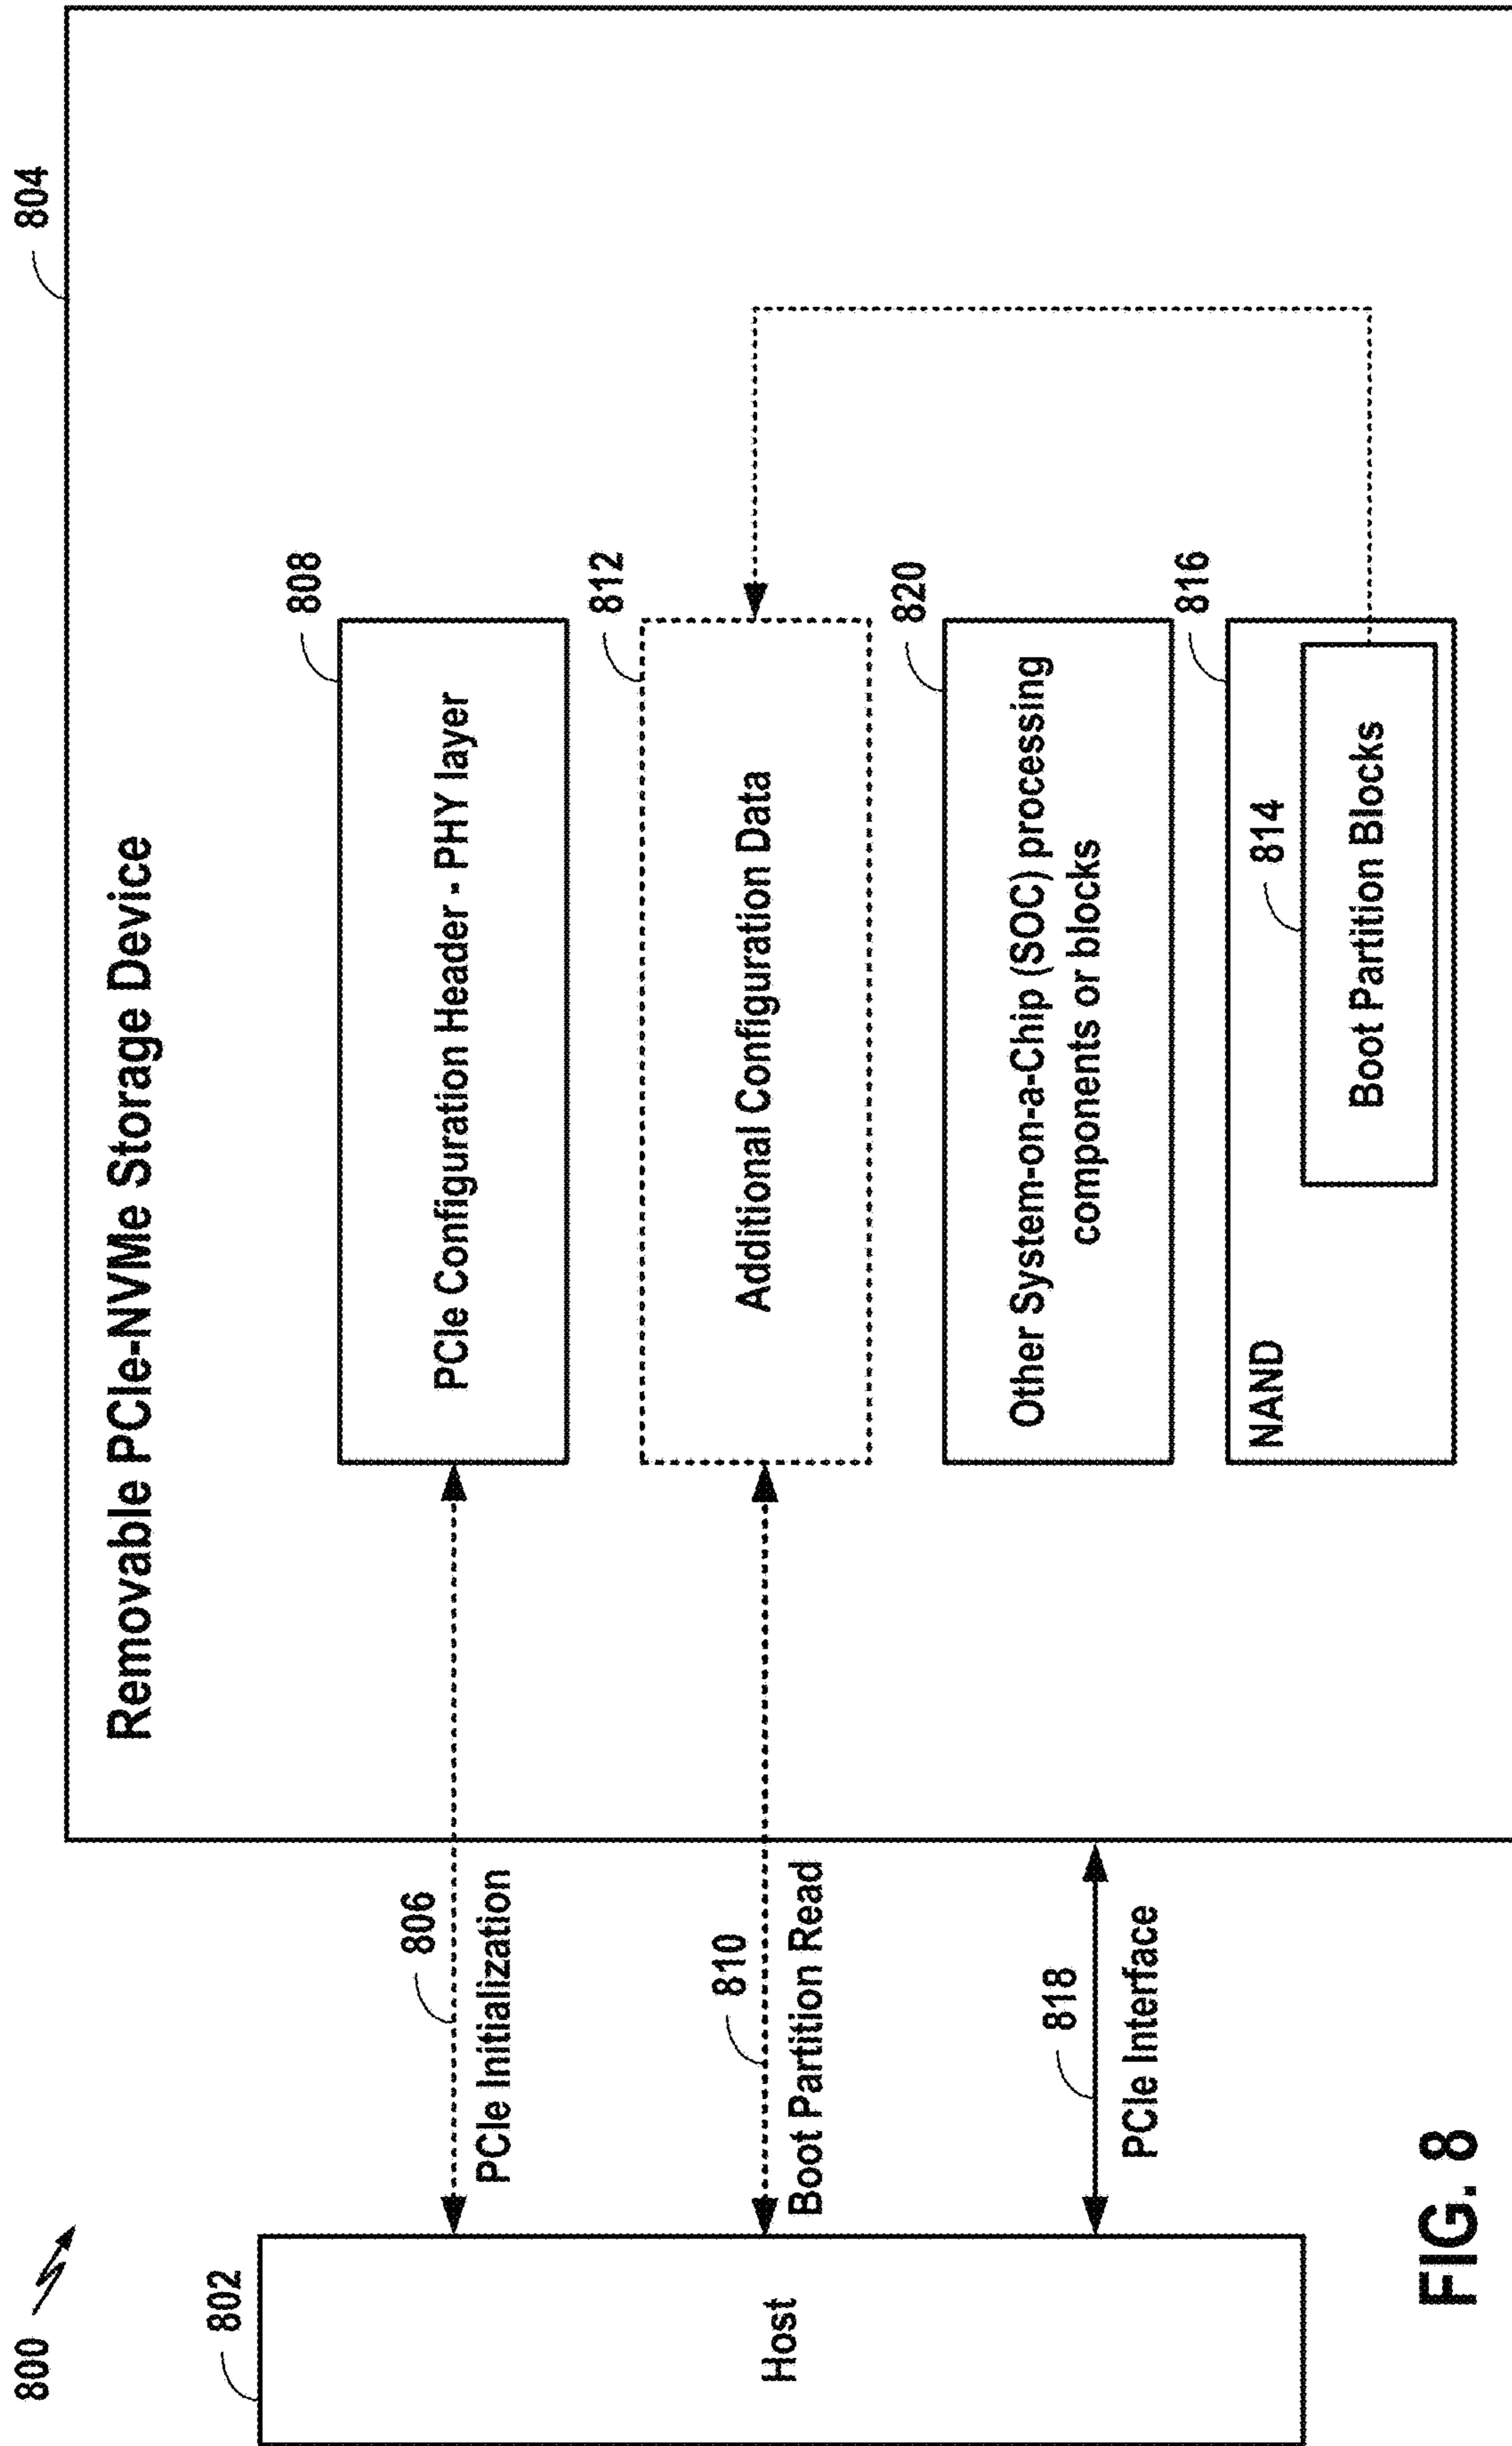 800
802
Host
806
PCIe Initialization
810
Boot Partition Read
818
PCIe Interface
804
Removable PCIe-NVMe Storage Device
808
PCIe Configuration Header - PHY layer
812
Additional Configuration Data
820
Other System-on-a-Chip (SOC) processing
components or blocks
816
NAND
814
Boot Partition Blocks
FIG. 8